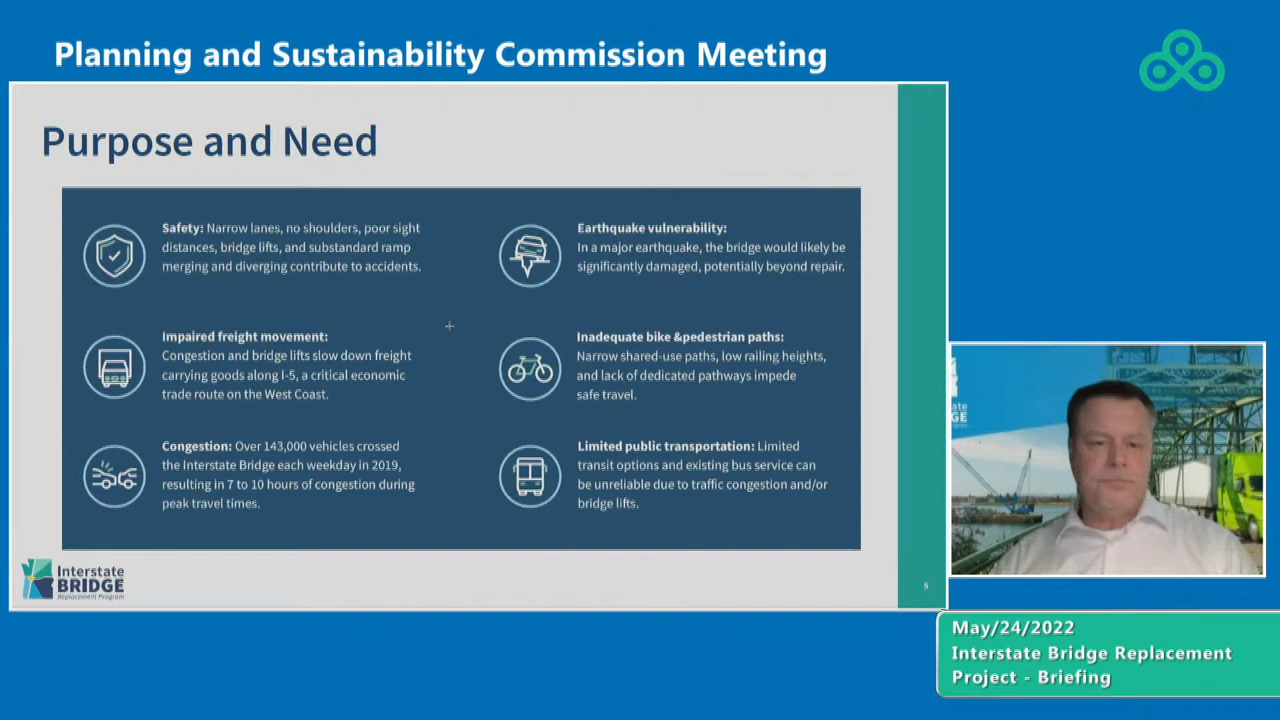 Planning and Sustainability Commission Meeting
Purpose and Need
Safety: Narrow lanes, no shoulders, poor sight
distances, bridge lifts, and substandard ramp
merging and diverging contribute to accidents.
Earthquake vulnerability:
In a major earthquake, the bridge would likely be
significantly damaged, potentially beyond repair.
Impaired freight movement:
Congestion and bridge lifts slow down freight
carrying goods along I-5, a critical economic
trade route on the West Coast.
Inadequate bike &pedestrian paths:
Narrow shared-use paths, low railing heights,
and lack of dedicated pathways impede
safe travel.
Congestion: Over 143,000 vehicles crossed
the Interstate Bridge each weekday in 2019,
resulting in 7 to 10 hours of congestion during
peak travel times.
Limited public transportation: Limited
transit options and existing bus service can
be unreliable due to traffic congestion and/or
bridge lifts.
Interstate
BRIDGE
Replacement Program
5
May/24/2022
Interstate Bridge Replacement
Project - Briefing